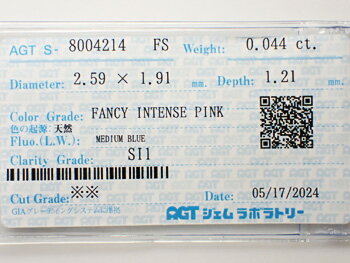 AGT S- 8004214 FS Weight: 0.044 ct.
Diameter: 2.59 × 1.91 mm. Depth: 1.21 mm.
Color Grade: FANCY INTENSE PINK
色の起源: 天然
Fluo.(L.W.): MEDIUM BLUE
Clarity Grade: SI1
Cut Grade: ※※ Date: 05/17/2024
GIAグレーディングシステムに準拠
AGT ジェムラボラトリー